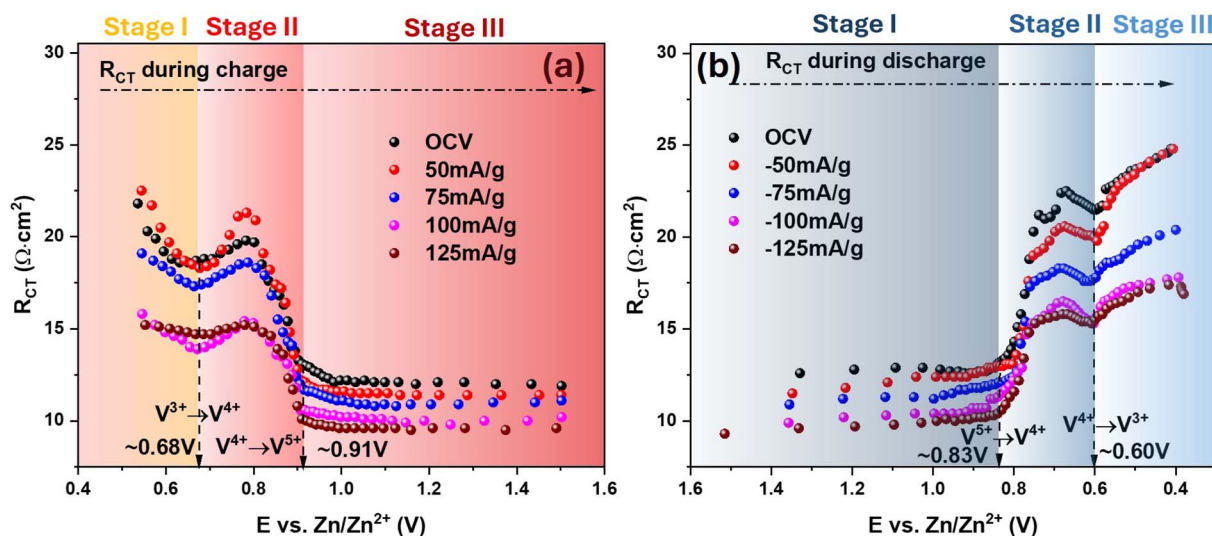 Stage I Stage II Stage III
R_CT during charge (a)
OCV
50mA/g
75mA/g
100mA/g
125mA/g
V³⁺→V⁴⁺
V⁴⁺→V⁵⁺
~0.68V
~0.91V
30
25
20
15
10
R_CT (Ω·cm²)
0.4 0.6 0.8 1.0 1.2 1.4 1.6
E vs. Zn/Zn²⁺ (V)
Stage I Stage II Stage III
(b) R_CT during discharge
OCV
-50mA/g
-75mA/g
-100mA/g
-125mA/g
V⁵⁺→V⁴⁺
V⁴⁺→V³⁺
~0.83V
~0.60V
30
25
20
15
10
R_CT (Ω·cm²)
1.6 1.4 1.2 1.0 0.8 0.6 0.4
E vs. Zn/Zn²⁺ (V)